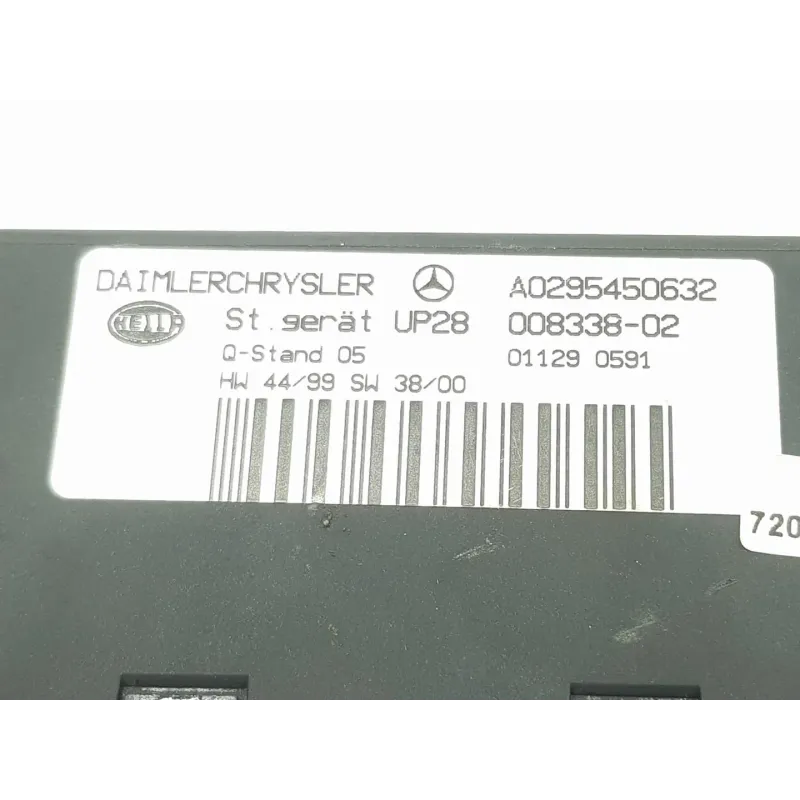 DAIMLERCHRYSLER A0295450632
HELLA St.gerät UP28 008338-02
Q-Stand 05 01129 0591
HW 44/99 SW 38/00
720